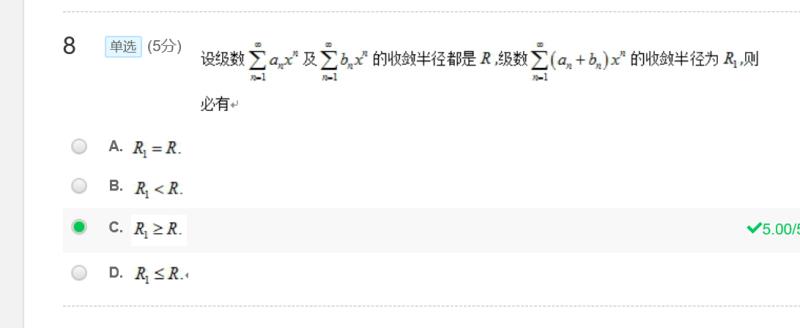 8 单选 (5分) 设级数 $\sum_{n=1}^{\infty} a_n x^n$ 及 $\sum_{n=1}^{\infty} b_n x^n$ 的收敛半径都是 R ,级数 $\sum_{n=1}^{\infty} (a_n + b_n) x^n$ 的收敛半径为 $R_1$ ,则
必有↵
A. $R_1 = R.$
B. $R_1 < R.$
C. $R_1 \geq R.$ ✔5.00/5
D. $R_1 \leq R.$